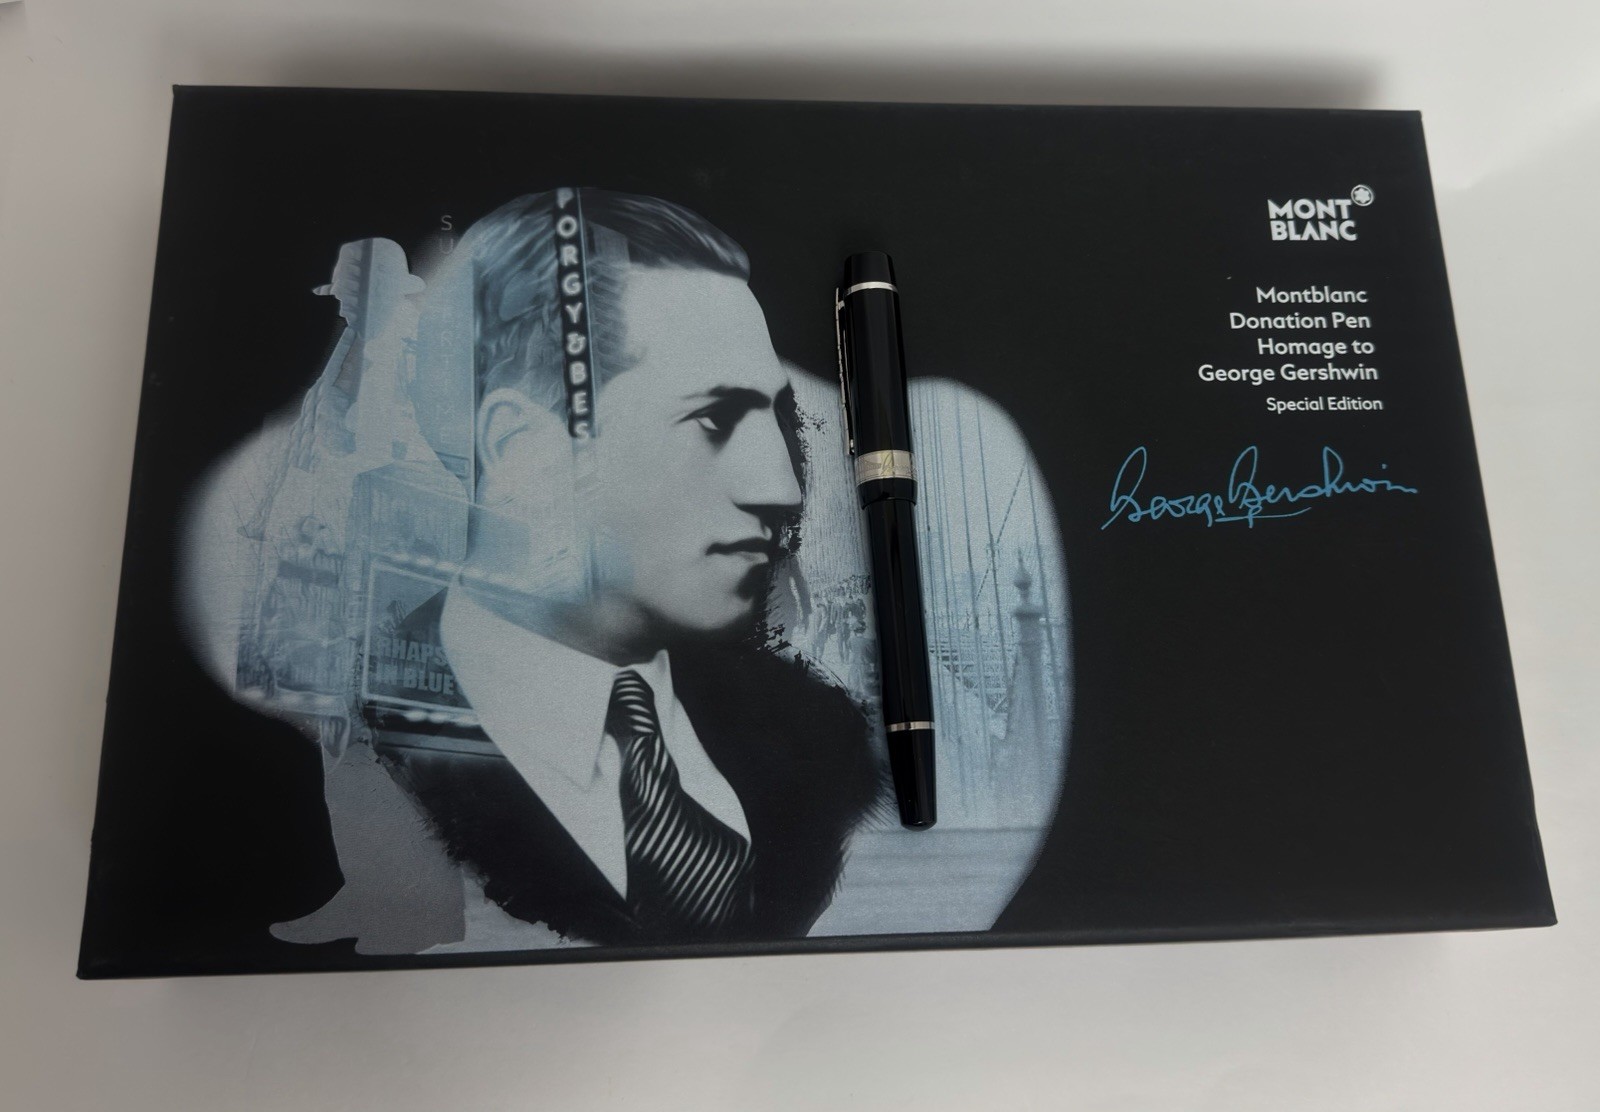 MONT
BLANC
Montblanc
Donation Pen
Homage to
George Gershwin
Special Edition
George Gershwin
PORGY & BES
RHAPS
IN BLUE